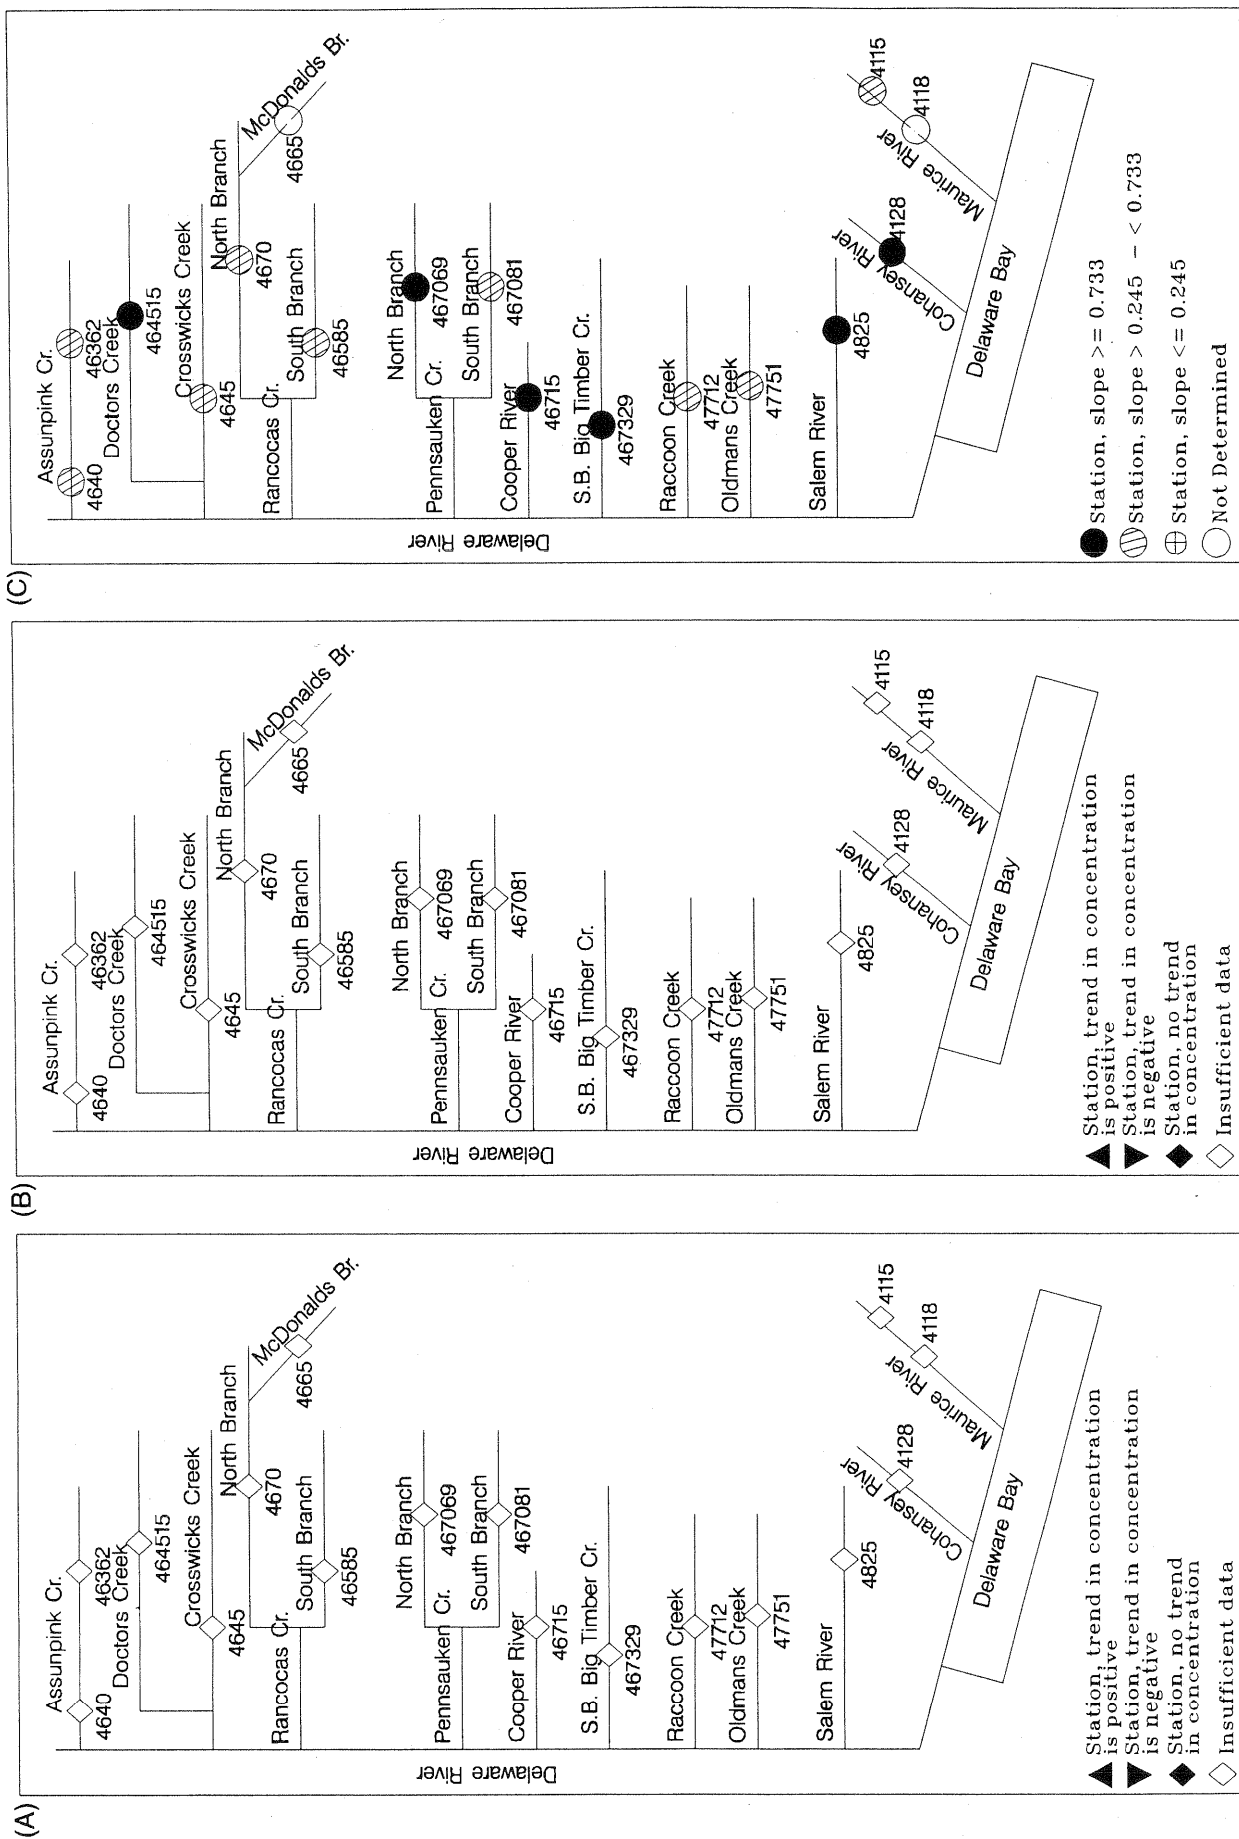 (A)
Assunpink Cr.
4640
46362
Doctors Creek
464515
Crosswicks Creek
4645
North Branch
4670
McDonalds Br.
4665
Rancocas Cr.
South Branch
46585
North Branch
467069
Pennsauken Cr.
South Branch
467081
Cooper River
46715
S.B. Big Timber Cr.
467329
Raccoon Creek
47712
Oldmans Creek
47751
Salem River
4825
Delaware River
Cohansey River
4128
Maurice River
4118
4115
Delaware Bay
Station, trend in concentration
is positive
Station, trend in concentration
is negative
Station, no trend
in concentration
Insufficient data
(B)
Assunpink Cr.
4640
46362
Doctors Creek
464515
Crosswicks Creek
4645
North Branch
4670
McDonalds Br.
4665
Rancocas Cr.
South Branch
46585
North Branch
467069
Pennsauken Cr.
South Branch
467081
Cooper River
46715
S.B. Big Timber Cr.
467329
Raccoon Creek
47712
Oldmans Creek
47751
Salem River
4825
Delaware River
Cohansey River
4128
Maurice River
4118
4115
Delaware Bay
Station, trend in concentration
is positive
Station, trend in concentration
is negative
Station, no trend
in concentration
Insufficient data
(C)
Assunpink Cr.
4640
46362
Doctors Creek
464515
Crosswicks Creek
4645
North Branch
4670
McDonalds Br.
4665
Rancocas Cr.
South Branch
46585
North Branch
467069
Pennsauken Cr.
South Branch
467081
Cooper River
46715
S.B. Big Timber Cr.
467329
Raccoon Creek
47712
Oldmans Creek
47751
Salem River
4825
Delaware River
Cohansey River
4128
Maurice River
4118
4115
Delaware Bay
Station, slope >= 0.733
Station, slope > 0.245 - < 0.733
Station, slope <= 0.245
Not Determined